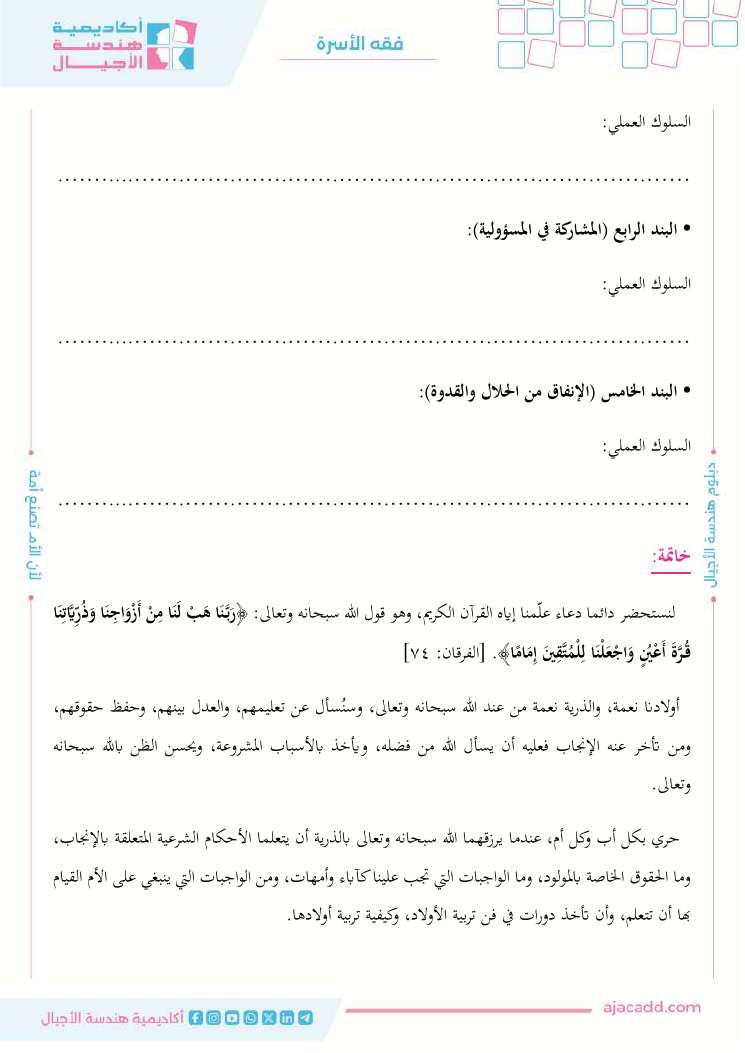 أكاديمية
هندسة
الأجيال
فقه الأسرة
السلوك العملي:
................................................................................
• البند الرابع (المشاركة في المسؤولية):
السلوك العملي:
................................................................................
• البند الخامس (الإنفاق من الحلال والقدوة):
السلوك العملي:
................................................................................
خاتمة:
لنستحضر دائما دعاء علّمنا إياه القرآن الكريم، وهو قول الله سبحانه وتعالى: ﴿رَبَّنَا هَبْ لَنَا مِنْ أَزْوَاجِنَا وَذُرِّيَّاتِنَا
قُرَّةَ أَعْيُنٍ وَاجْعَلْنَا لِلْمُتَّقِينَ إِمَامًا﴾. [الفرقان: ٧٤]
أولادنا نعمة، والذرية نعمة من عند الله سبحانه وتعالى، وسنُسأل عن تعليمهم، والعدل بينهم، وحفظ حقوقهم،
ومن تأخر عنه الإنجاب فعليه أن يسأل الله من فضله، ويأخذ بالأسباب المشروعة، ويحسن الظن بالله سبحانه
وتعالى.
حري بكل أب وكل أم، عندما يرزقهما الله سبحانه وتعالى بالذرية أن يتعلما الأحكام الشرعية المتعلقة بالإنجاب،
وما الحقوق الخاصة بالمولود، وما الواجبات التي تجب علينا كآباء وأمهات، ومن الواجبات التي ينبغي على الأم القيام
بها أن تتعلم، وأن تأخذ دورات في فن تربية الأولاد، وكيفية تربية أولادها.
دبلوم هندسة الأجيال
لأن الأم تصنع أمة
أكاديمية هندسة الأجيال
ajacadd.com